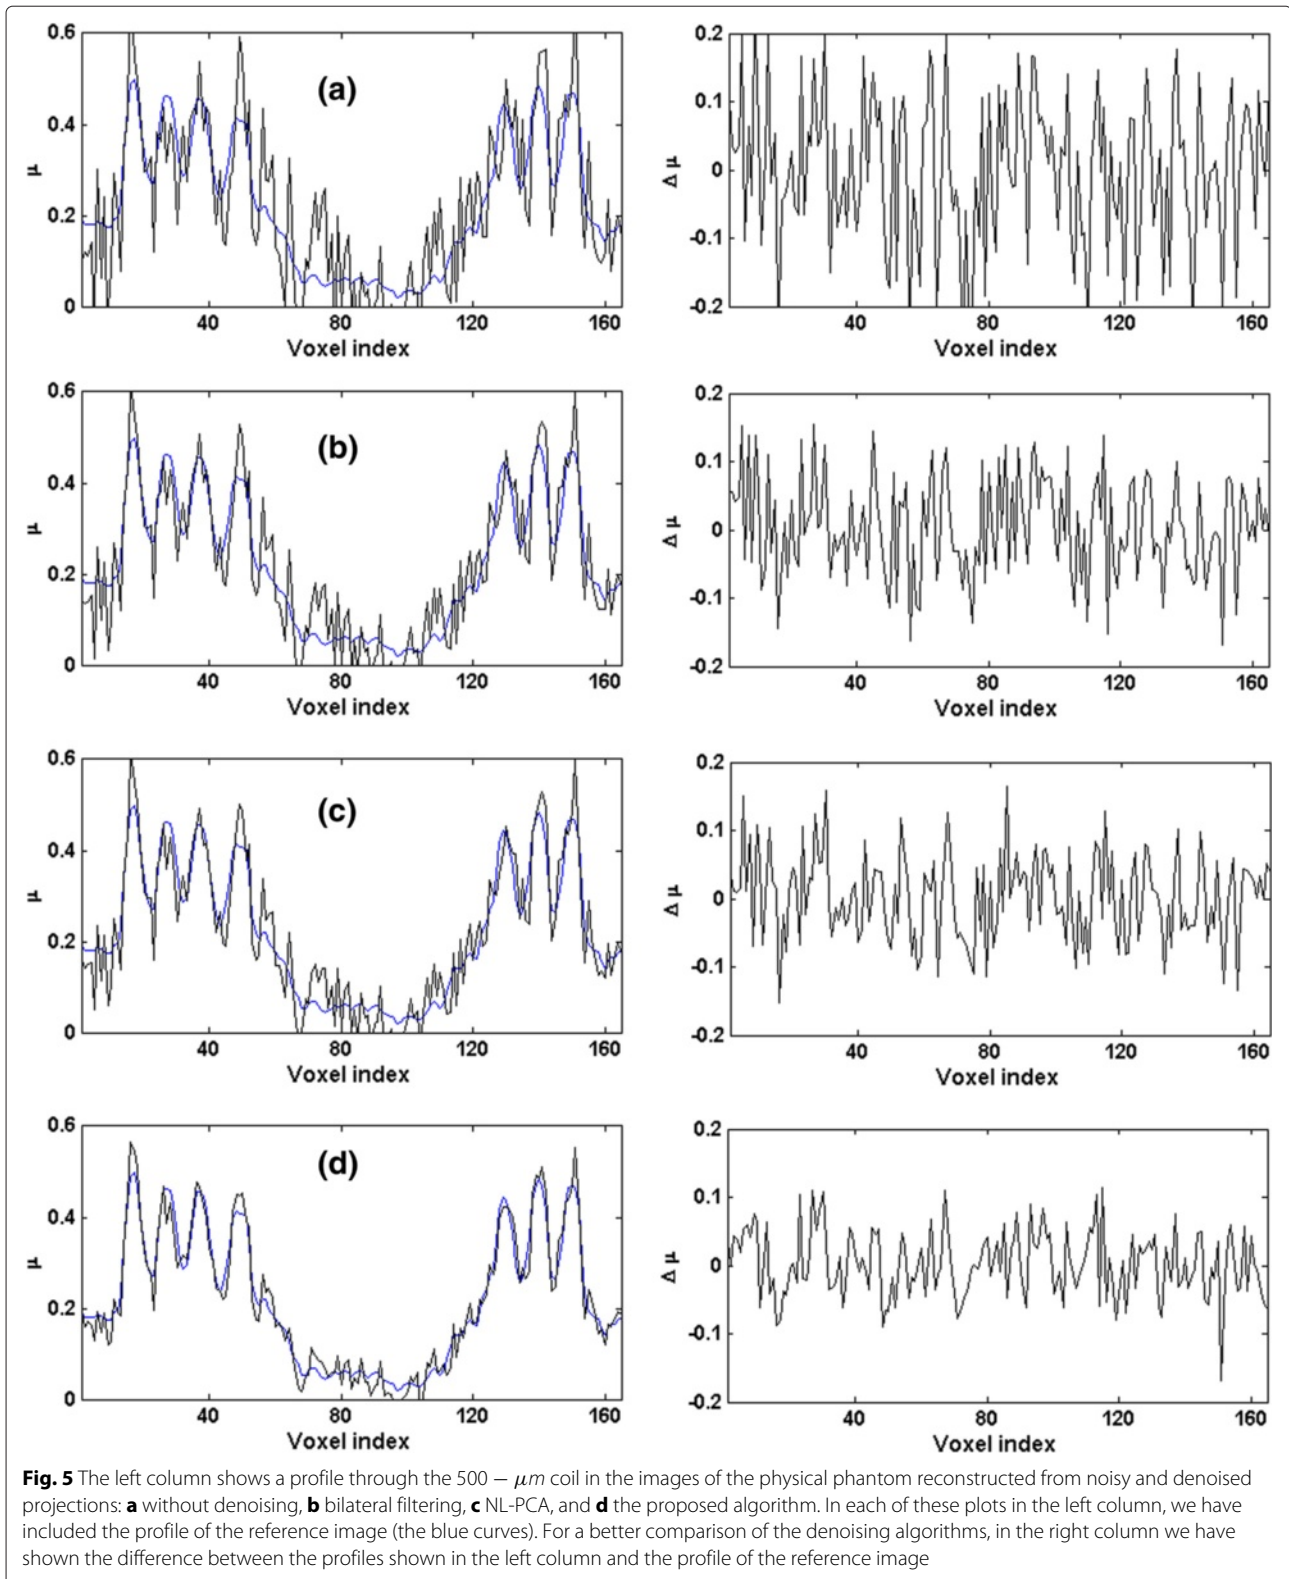 0.6
0.4
0.2
0
μ
(a)
40
80
120
160
Voxel index
0.2
0.1
0
-0.1
-0.2
Δ μ
40
80
120
160
Voxel index
0.6
0.4
0.2
0
μ
(b)
40
80
120
160
Voxel index
0.2
0.1
0
-0.1
-0.2
Δ μ
40
80
120
160
Voxel index
0.6
0.4
0.2
0
μ
(c)
40
80
120
160
Voxel index
0.2
0.1
0
-0.1
-0.2
Δ μ
40
80
120
160
Voxel index
0.6
0.4
0.2
0
μ
(d)
40
80
120
160
Voxel index
0.2
0.1
0
-0.1
-0.2
Δ μ
40
80
120
160
Voxel index
Fig. 5 The left column shows a profile through the 500 − μm coil in the images of the physical phantom reconstructed from noisy and denoised
projections: a without denoising, b bilateral filtering, c NL-PCA, and d the proposed algorithm. In each of these plots in the left column, we have
included the profile of the reference image (the blue curves). For a better comparison of the denoising algorithms, in the right column we have
shown the difference between the profiles shown in the left column and the profile of the reference image